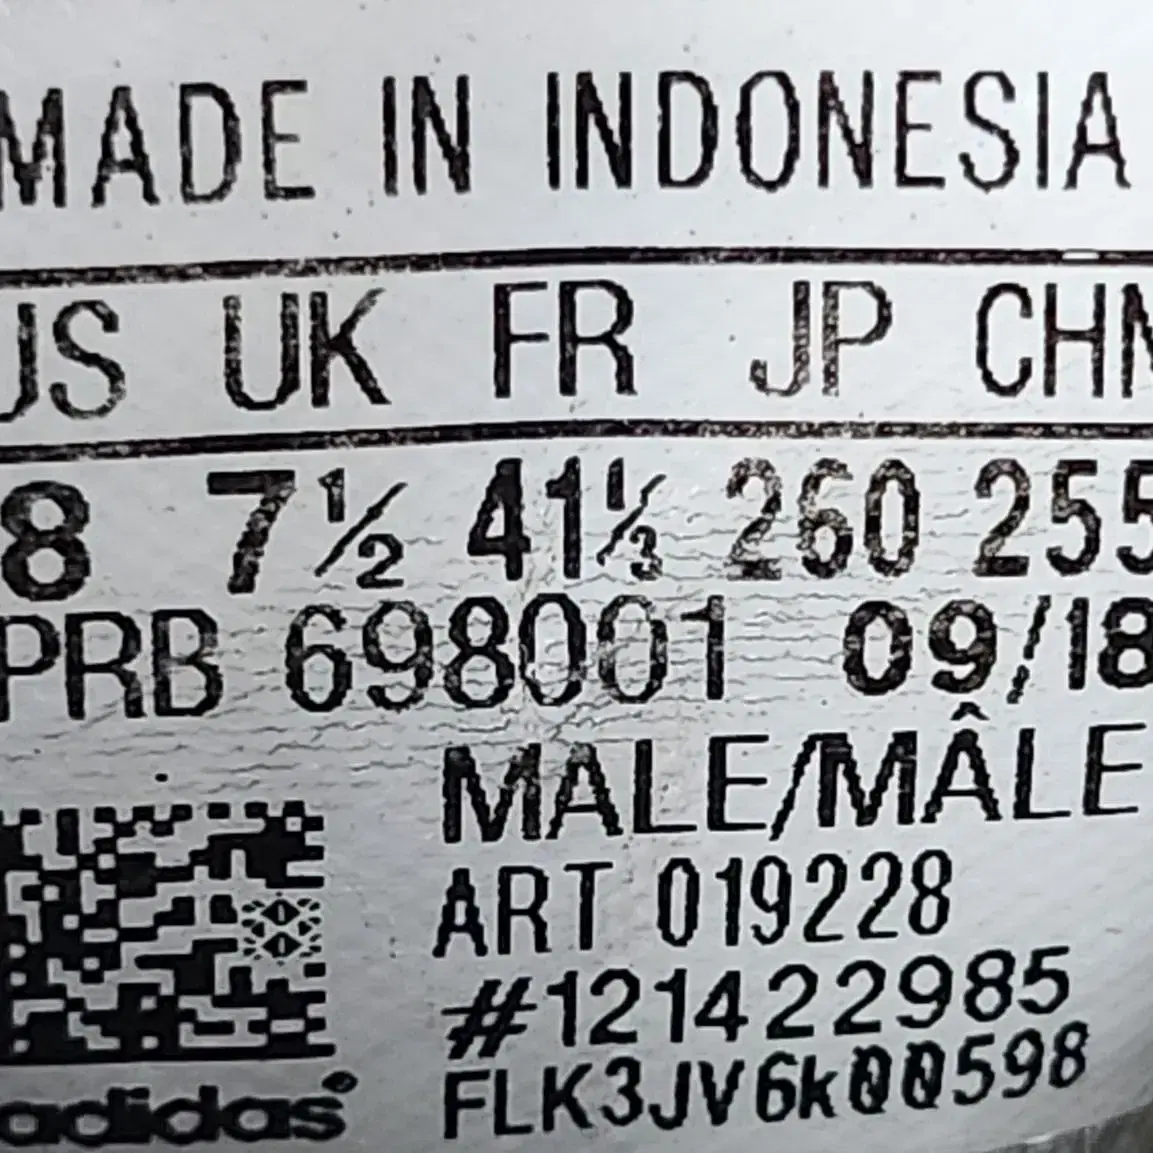 MADE IN INDONESIA
US UK FR JP CHN
8 7½ 41⅓ 260 255
PRB 698001 09/18
MALE/MÂLE
ART 019228
#121422985
FLK3JV6k00598
adidas®